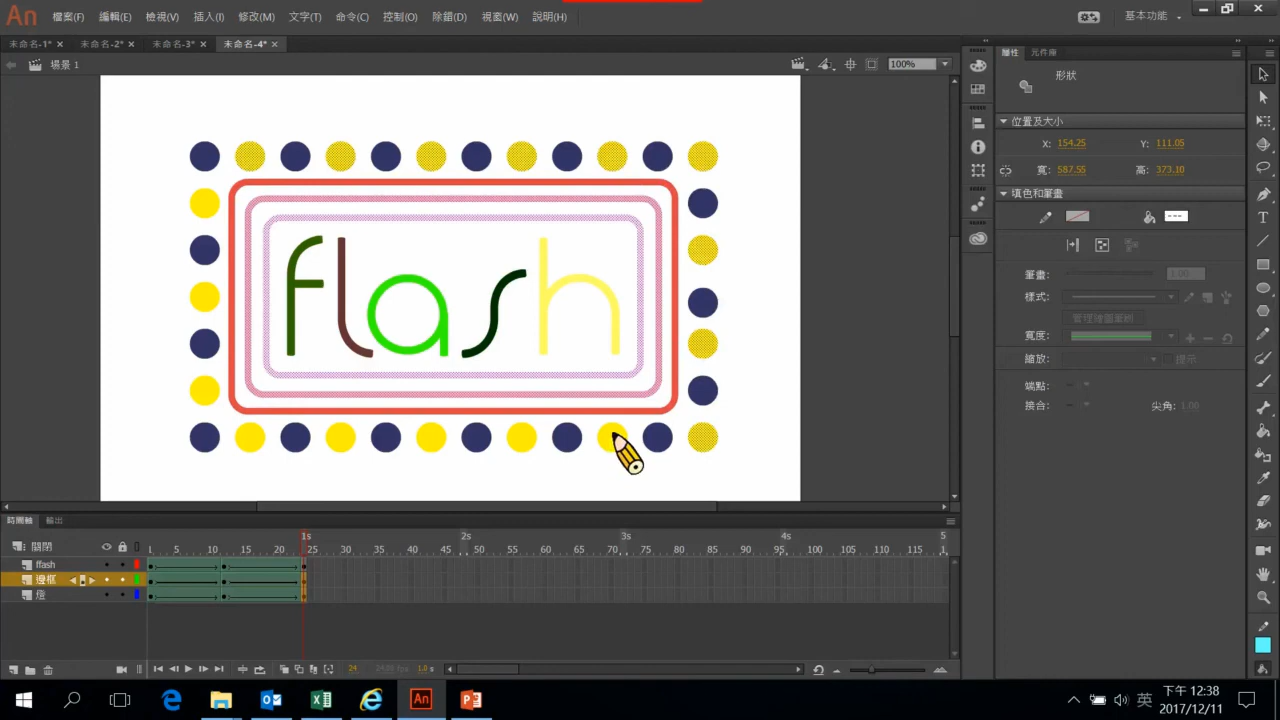 An 檔案(F) 編輯(E) 檢視(V) 插入(I) 修改(M) 文字(T) 命令(C) 控制(O) 除錯(D) 視窗(W) 說明(H) 基本功能
未命名-1* × 未命名-2* × 未命名-3* × 未命名-4* ×
場景 1 100%
屬性 元件庫
形狀
位置及大小
X: 154.25 Y: 111.05
寬: 587.55 高: 373.10
填色和筆畫
筆畫: 1.00
樣式:
管理繪圖筆刷
寬度:
縮放: 提示
端點:
接合: 尖角: 1.00
flash
時間軸 輸出
1s 2s 3s 4s 5
圖層 1 5 10 15 20 25 30 35 40 45 50 55 60 65 70 75 80 85 90 95 100 105 110 115 1
flash
邊框
燈
24 24.00 fps 1.0 s
An
英 下午 12:38
2017/12/11